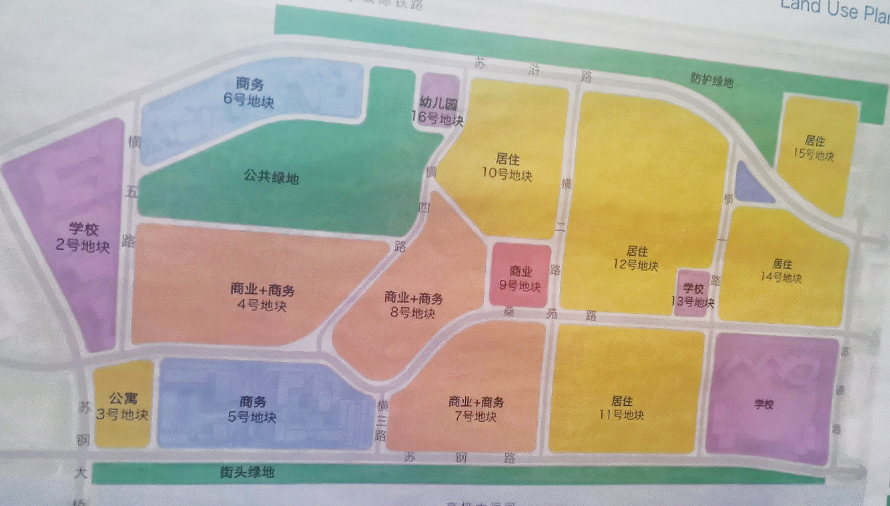 Land Use Plan
苏浒路
防护绿地
商务
6号地块
幼儿园
16号地块
居住
15号地块
横五路
公共绿地
横四路
居住
10号地块
横二路
横一路
学校
2号地块
居住
12号地块
居住
14号地块
商业
9号地块
学校
13号地块
商业+商务
4号地块
商业+商务
8号地块
桑苑路
公寓
3号地块
商务
5号地块
横三路
商业+商务
7号地块
居住
11号地块
学校
苏钢路
苏钢大桥
街头绿地